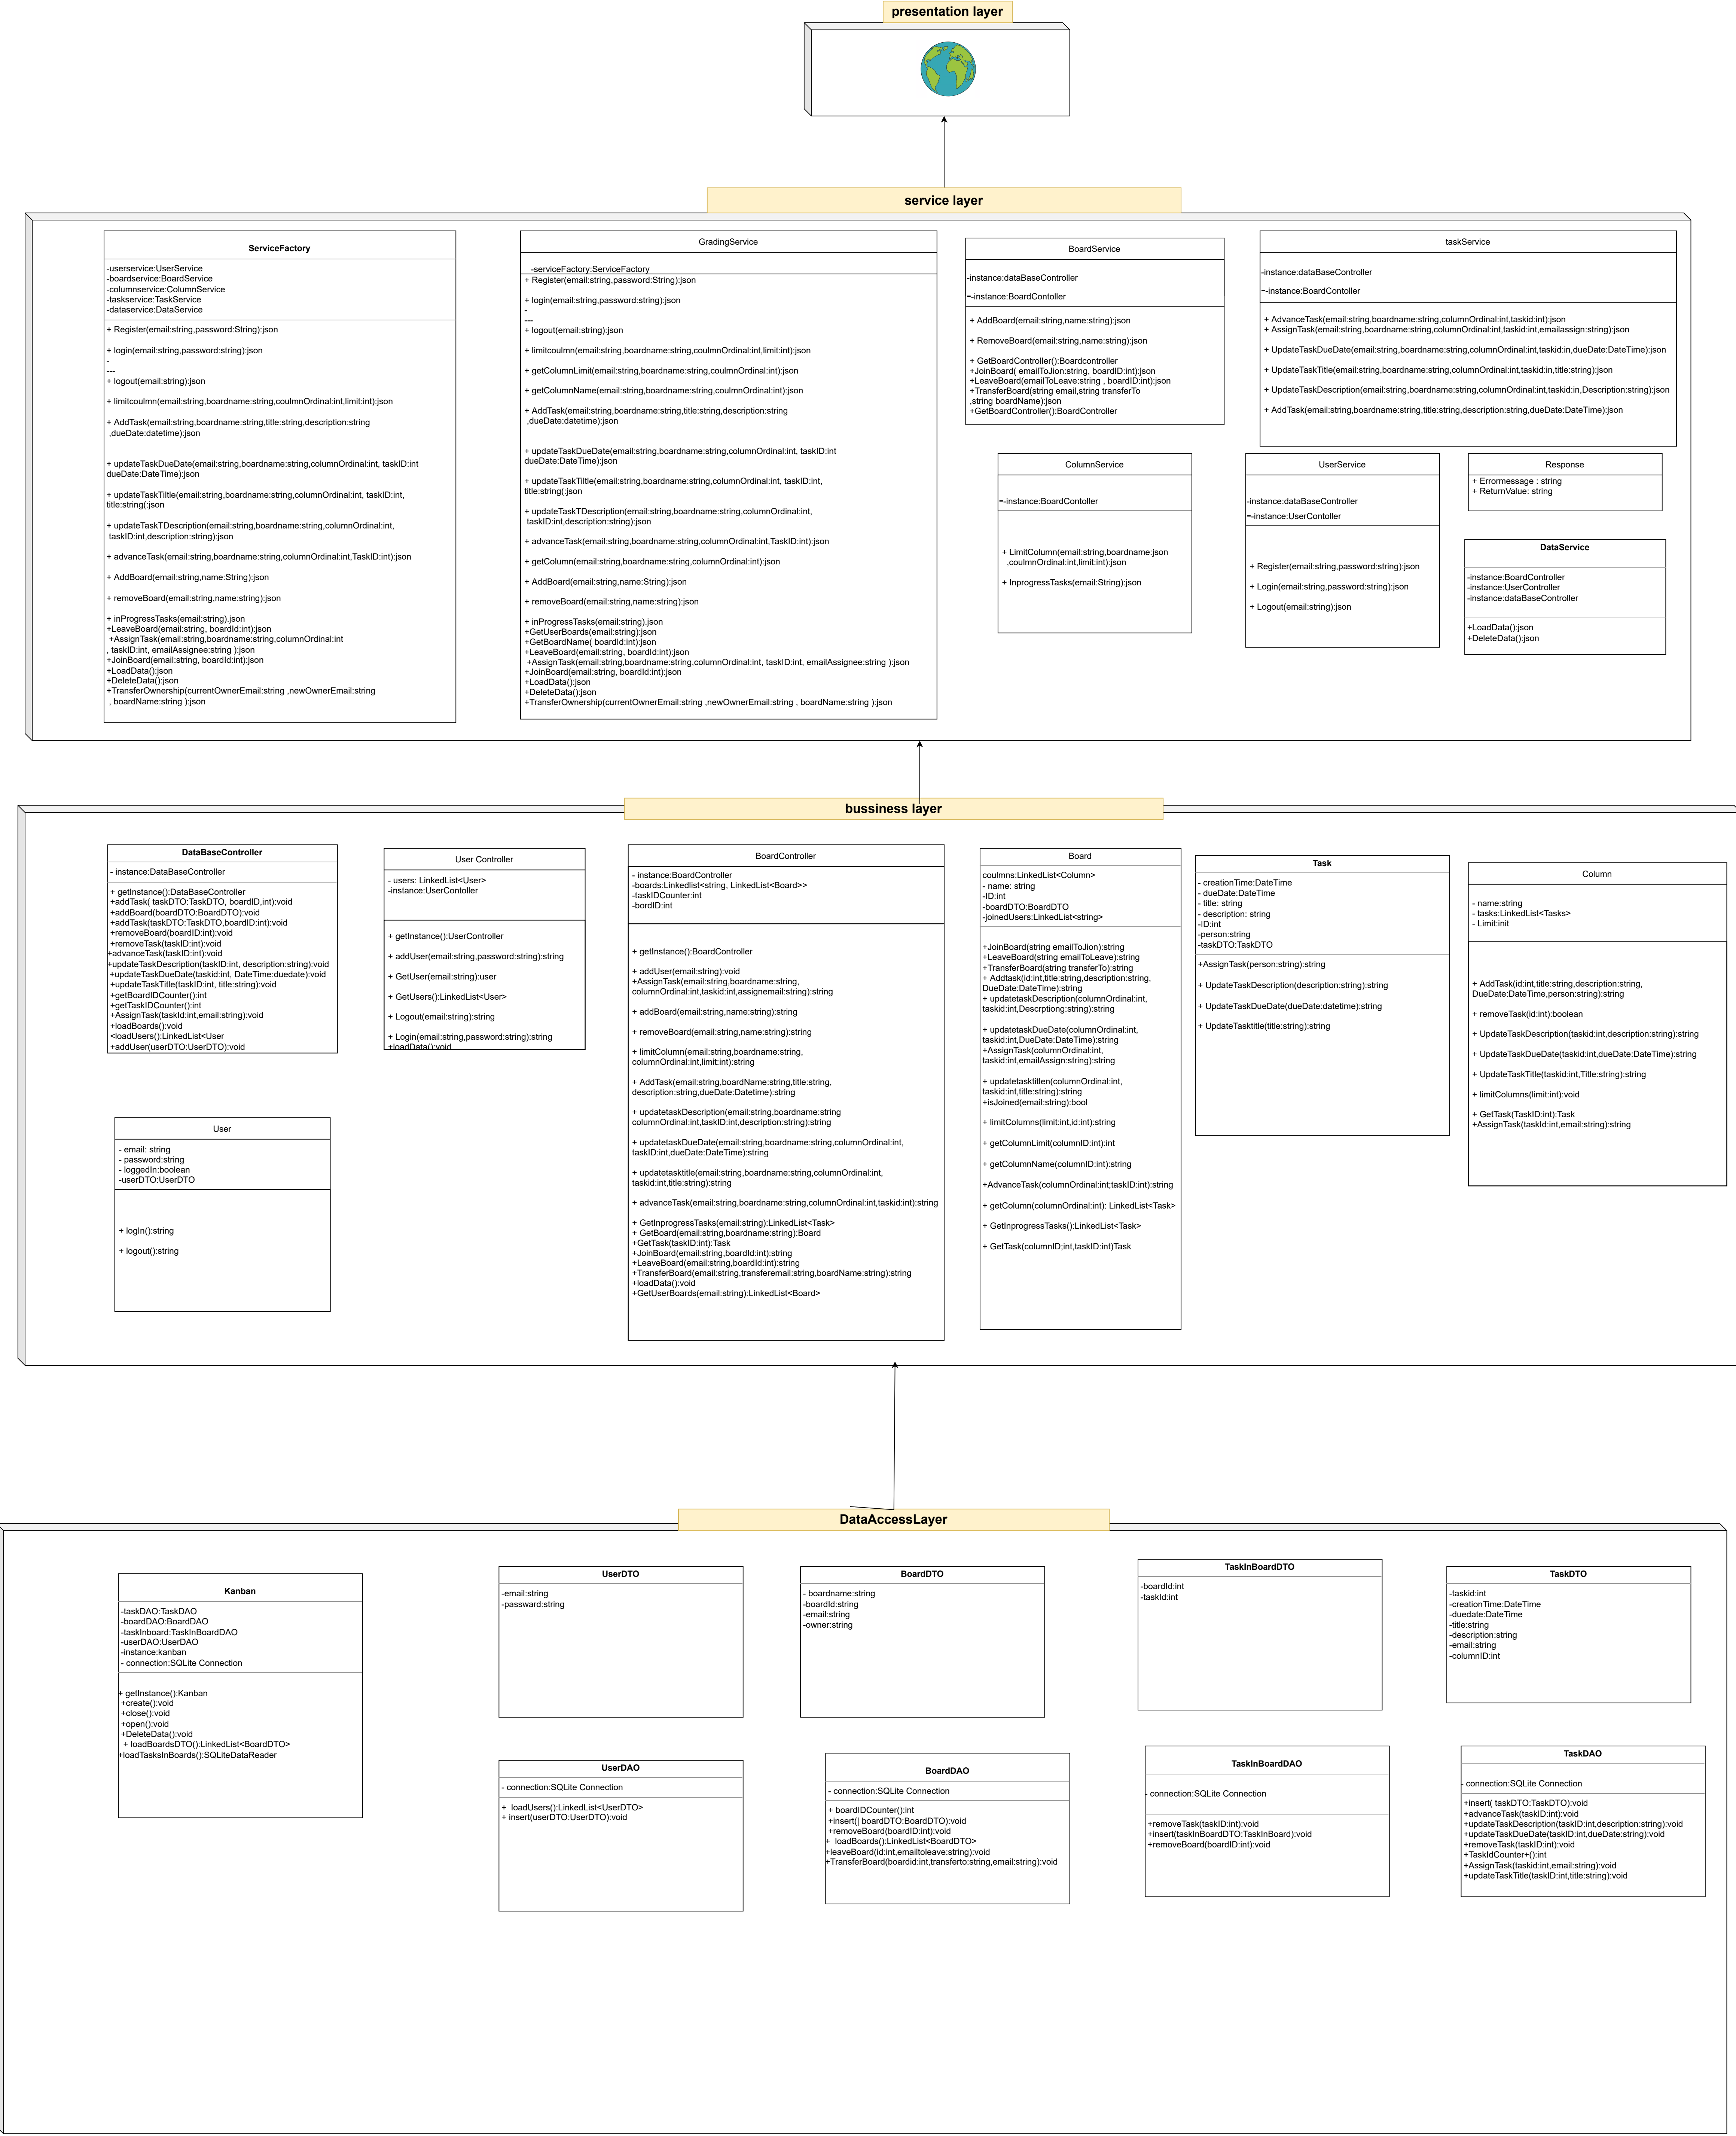 presentation layer
service layer
ServiceFactory
-userservice:UserService
-boardservice:BoardService
-columnservice:ColumnService
-taskservice:TaskService
-dataservice:DataService
+ Register(email:string,password:String):json
+ login(email:string,password:string):json
-
---
+ logout(email:string):json
+ limitcoulmn(email:string,boardname:string,coulmnOrdinal:int,limit:int):json
+ AddTask(email:string,boardname:string,title:string,description:string
,dueDate:datetime):json
+ updateTaskDueDate(email:string,boardname:string,columnOrdinal:int, taskID:int
dueDate:DateTime):json
+ updateTaskTiltle(email:string,boardname:string,columnOrdinal:int, taskID:int,
title:string(:json
+ updateTaskTDescription(email:string,boardname:string,columnOrdinal:int,
taskID:int,description:string):json
+ advanceTask(email:string,boardname:string,columnOrdinal:int,TaskID:int):json
+ AddBoard(email:string,name:String):json
+ removeBoard(email:string,name:string):json
+ inProgressTasks(email:string).json
+LeaveBoard(email:string, boardId:int):json
+AssignTask(email:string,boardname:string,columnOrdinal:int
, taskID:int, emailAssignee:string ):json
+JoinBoard(email:string, boardId:int):json
+LoadData():json
+DeleteData():json
+TransferOwnership(currentOwnerEmail:string ,newOwnerEmail:string
, boardName:string ):json
GradingService
-serviceFactory:ServiceFactory
+ Register(email:string,password:String):json
+ login(email:string,password:string):json
-
---
+ logout(email:string):json
+ limitcoulmn(email:string,boardname:string,coulmnOrdinal:int,limit:int):json
+ getColumnLimit(email:string,boardname:string,coulmnOrdinal:int):json
+ getColumnName(email:string,boardname:string,coulmnOrdinal:int):json
+ AddTask(email:string,boardname:string,title:string,description:string
,dueDate:datetime):json
+ updateTaskDueDate(email:string,boardname:string,columnOrdinal:int, taskID:int
dueDate:DateTime):json
+ updateTaskTiltle(email:string,boardname:string,columnOrdinal:int, taskID:int,
title:string(:json
+ updateTaskTDescription(email:string,boardname:string,columnOrdinal:int,
taskID:int,description:string):json
+ advanceTask(email:string,boardname:string,columnOrdinal:int,TaskID:int):json
+ getColumn(email:string,boardname:string,columnOrdinal:int):json
+ AddBoard(email:string,name:String):json
+ removeBoard(email:string,name:string):json
+ inProgressTasks(email:string).json
+GetUserBoards(email:string):json
+GetBoardName( boardId:int):json
+LeaveBoard(email:string, boardId:int):json
+AssignTask(email:string,boardname:string,columnOrdinal:int, taskID:int, emailAssignee:string ):json
+JoinBoard(email:string, boardId:int):json
+LoadData():json
+DeleteData():json
+TransferOwnership(currentOwnerEmail:string ,newOwnerEmail:string , boardName:string ):json
BoardService
-instance:dataBaseController
--instance:BoardContoller
+ AddBoard(email:string,name:string):json
+ RemoveBoard(email:string,name:string):json
+ GetBoardController():Boardcontroller
+JoinBoard( emailToJion:string, boardID:int):json
+LeaveBoard(emailToLeave:string , boardID:int):json
+TransferBoard(string email,string transferTo
,string boardName):json
+GetBoardController():BoardController
taskService
-instance:dataBaseController
--instance:BoardContoller
+ AdvanceTask(email:string,boardname:string,columnOrdinal:int,taskid:int):json
+ AssignTask(email:string,boardname:string,columnOrdinal:int,taskid:int,emailassign:string):json
+ UpdateTaskDueDate(email:string,boardname:string,columnOrdinal:int,taskid:in,dueDate:DateTime):json
+ UpdateTaskTitle(email:string,boardname:string,columnOrdinal:int,taskid:in,title:string):json
+ UpdateTaskDescription(email:string,boardname:string,columnOrdinal:int,taskid:in,Description:string):json
+ AddTask(email:string,boardname:string,title:string,description:string,dueDate:DateTime):json
ColumnService
--instance:BoardContoller
+ LimitColumn(email:string,boardname:json
,coulmnOrdinal:int,limit:int):json
+ InprogressTasks(email:String):json
UserService
-instance:dataBaseController
--instance:UserContoller
+ Register(email:string,password:string):json
+ Login(email:string,password:string):json
+ Logout(email:string):json
Response
+ Errormessage : string
+ ReturnValue: string
DataService
-instance:BoardController
-instance:UserController
-instance:dataBaseController
+LoadData():json
+DeleteData():json
bussiness layer
DataBaseController
- instance:DataBaseController
+ getInstance():DataBaseController
+addTask( taskDTO:TaskDTO, boardID,int):void
+addBoard(boardDTO:BoardDTO):void
+addTask(taskDTO:TaskDTO,boardID:int):void
+removeBoard(boardID:int):void
+removeTask(taskID:int):void
+advanceTask(taskID:int):void
+updateTaskDescription(taskID:int, description:string):void
+updateTaskDueDate(taskid:int, DateTime:duedate):void
+updateTaskTitle(taskID:int, title:string):void
+getBoardIDCounter():int
+getTaskIDCounter():int
+AssignTask(taskId:int,email:string):void
+loadBoards():void
<loadUsers():LinkedList<User
+addUser(userDTO:UserDTO):void
User Controller
- users: LinkedList<User>
-instance:UserContoller
+ getInstance():UserController
+ addUser(email:string,password:string):string
+ GetUser(email:string):user
+ GetUsers():LinkedList<User>
+ Logout(email:string):string
+ Login(email:string,password:string):string
+loadData():void
BoardController
- instance:BoardController
-boards:Linkedlist<string, LinkedList<Board>>
-taskIDCounter:int
-bordID:int
+ getInstance():BoardController
+ addUser(email:string):void
+AssignTask(email:string,boardname:string,
columnOrdinal:int,taskid:int,assignemail:string):string
+ addBoard(email:string,name:string):string
+ removeBoard(email:string,name:string):string
+ limitColumn(email:string,boardname:string,
columnOrdinal:int,limit:int):string
+ AddTask(email:string,boardName:string,title:string,
description:string,dueDate:Datetime):string
+ updatetaskDescription(email:string,boardname:string
columnOrdinal:int,taskID:int,description:string):string
+ updatetaskDueDate(email:string,boardname:string,columnOrdinal:int,
taskID:int,dueDate:DateTime):string
+ updatetasktitle(email:string,boardname:string,columnOrdinal:int,
taskid:int,title:string):string
+ advanceTask(email:string,boardname:string,columnOrdinal:int,taskid:int):string
+ GetInprogressTasks(email:string):LinkedList<Task>
+ GetBoard(email:string,boardname:string):Board
+GetTask(taskID:int):Task
+JoinBoard(email:string,boardId:int):string
+LeaveBoard(email:string,boardId:int):string
+TransferBoard(email:string,transferemail:string,boardName:string):string
+loadData():void
+GetUserBoards(email:string):LinkedList<Board>
Board
coulmns:LinkedList<Column>
- name: string
-ID:int
-boardDTO:BoardDTO
-joinedUsers:LinkedList<string>
+JoinBoard(string emailToJion):string
+LeaveBoard(string emailToLeave):string
+TransferBoard(string transferTo):string
+ Addtask(id:int,title:string,description:string,
DueDate:DateTime):string
+ updatetaskDescription(columnOrdinal:int,
taskid:int,Descrptiong:string):string
+ updatetaskDueDate(columnOrdinal:int,
taskid:int,DueDate:DateTime):string
+AssignTask(columnOrdinal:int,
taskid:int,emailAssign:string):string
+ updatetasktitlen(columnOrdinal:int,
taskid:int,title:string):string
+isJoined(email:string):bool
+ limitColumns(limit:int,id:int):string
+ getColumnLimit(columnID:int):int
+ getColumnName(columnID:int):string
+AdvanceTask(columnOrdinal:int;taskID:int):string
+ getColumn(columnOrdinal:int): LinkedList<Task>
+ GetInprogressTasks():LinkedList<Task>
+ GetTask(columnID;int,taskID:int)Task
Task
- creationTime:DateTime
- dueDate:DateTime
- title: string
- description: string
-ID:int
-person:string
-taskDTO:TaskDTO
+AssignTask(person:string):string
+ UpdateTaskDescription(description:string):string
+ UpdateTaskDueDate(dueDate:datetime):string
+ UpdateTasktitle(title:string):string
Column
- name:string
- tasks:LinkedList<Tasks>
- Limit:init
+ AddTask(id:int,title:string,description:string,
DueDate:DateTime,person:string):string
+ removeTask(id:int):boolean
+ UpdateTaskDescription(taskid:int,description:string):string
+ UpdateTaskDueDate(taskid:int,dueDate:DateTime):string
+ UpdateTaskTitle(taskid:int,Title:string):string
+ limitColumns(limit:int):void
+ GetTask(TaskID:int):Task
+AssignTask(taskId:int,email:string):string
User
- email: string
- password:string
- loggedIn:boolean
-userDTO:UserDTO
+ logIn():string
+ logout():string
DataAccessLayer
Kanban
-taskDAO:TaskDAO
-boardDAO:BoardDAO
-taskInboard:TaskInBoardDAO
-userDAO:UserDAO
-instance:kanban
- connection:SQLite Connection
+ getInstance():Kanban
+create():void
+close():void
+open():void
+DeleteData():void
+ loadBoardsDTO():LinkedList<BoardDTO>
+loadTasksInBoards():SQLiteDataReader
UserDTO
-email:string
-passward:string
BoardDTO
- boardname:string
-boardId:string
-email:string
-owner:string
TaskInBoardDTO
-boardId:int
-taskId:int
TaskDTO
-taskid:int
-creationTime:DateTime
-duedate:DateTime
-title:string
-description:string
-email:string
-columnID:int
UserDAO
- connection:SQLite Connection
+ loadUsers():LinkedList<UserDTO>
+ insert(userDTO:UserDTO):void
BoardDAO
- connection:SQLite Connection
+ boardIDCounter():int
+insert(| boardDTO:BoardDTO):void
+removeBoard(boardID:int):void
+ loadBoards():LinkedList<BoardDTO>
+leaveBoard(id:int,emailtoleave:string):void
+TransferBoard(boardid:int,transferto:string,email:string):void
TaskInBoardDAO
- connection:SQLite Connection
+removeTask(taskID:int):void
+insert(taskInBoardDTO:TaskInBoard):void
+removeBoard(boardID:int):void
TaskDAO
- connection:SQLite Connection
+insert( taskDTO:TaskDTO):void
+advanceTask(taskID:int):void
+updateTaskDescription(taskID:int,description:string):void
+updateTaskDueDate(taskID:int,dueDate:string):void
+removeTask(taskID:int):void
+TaskIdCounter+():int
+AssignTask(taskid:int,email:string):void
+updateTaskTitle(taskID:int,title:string):void